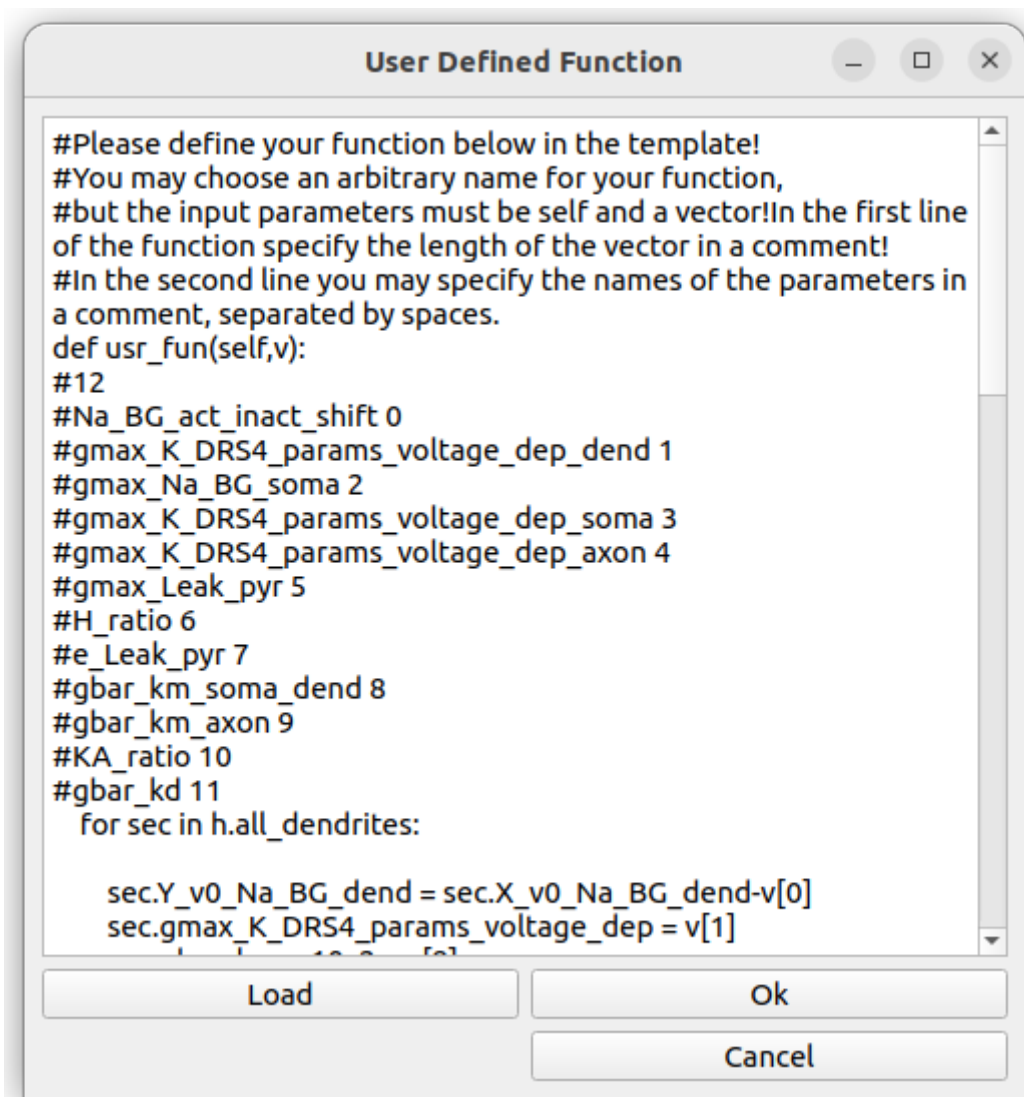 User Defined Function
#Please define your function below in the template!
#You may choose an arbitrary name for your function,
#but the input parameters must be self and a vector!In the first line
of the function specify the length of the vector in a comment!
#In the second line you may specify the names of the parameters in
a comment, separated by spaces.
def usr_fun(self,v):
#12
#Na_BG_act_inact_shift 0
#gmax_K_DRS4_params_voltage_dep_dend 1
#gmax_Na_BG_soma 2
#gmax_K_DRS4_params_voltage_dep_soma 3
#gmax_K_DRS4_params_voltage_dep_axon 4
#gmax_Leak_pyr 5
#H_ratio 6
#e_Leak_pyr 7
#gbar_km_soma_dend 8
#gbar_km_axon 9
#KA_ratio 10
#gbar_kd 11
for sec in h.all_dendrites:
sec.Y_v0_Na_BG_dend = sec.X_v0_Na_BG_dend-v[0]
sec.gmax_K_DRS4_params_voltage_dep = v[1]
Load
Ok
Cancel